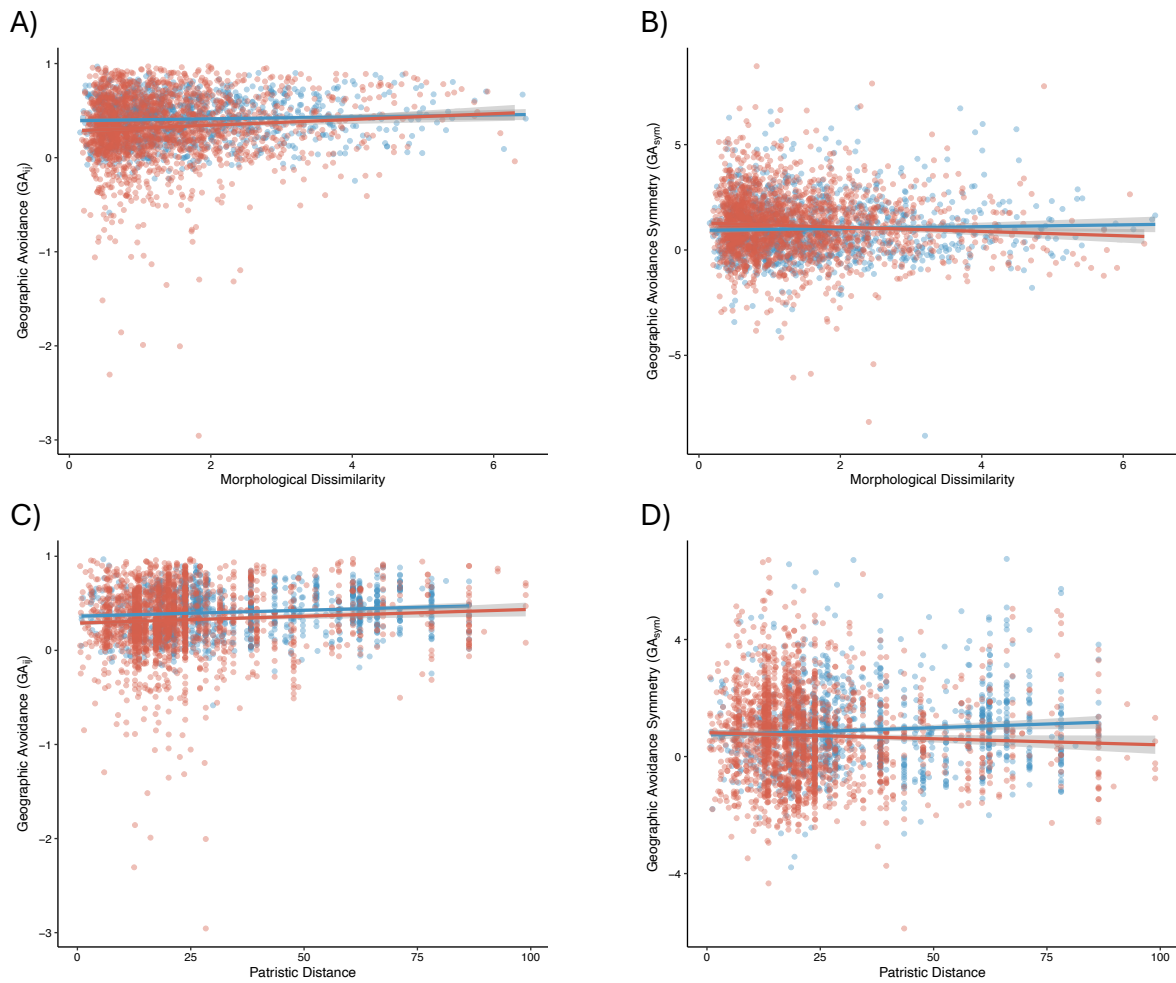 A)
B)
1
0
−1
−2
−3
Geographic Avoidance (GAij)
0
2
4
6
Morphological Dissimilarity
5
0
−5
Geographic Avoidance Symmetry (GAsym)
0
2
4
6
Morphological Dissimilarity
C)
D)
1
0
−1
−2
−3
Geographic Avoidance (GAij)
0
25
50
75
100
Patristic Distance
4
0
−4
Geographic Avoidance Symmetry (GAsym)
0
25
50
75
100
Patristic Distance